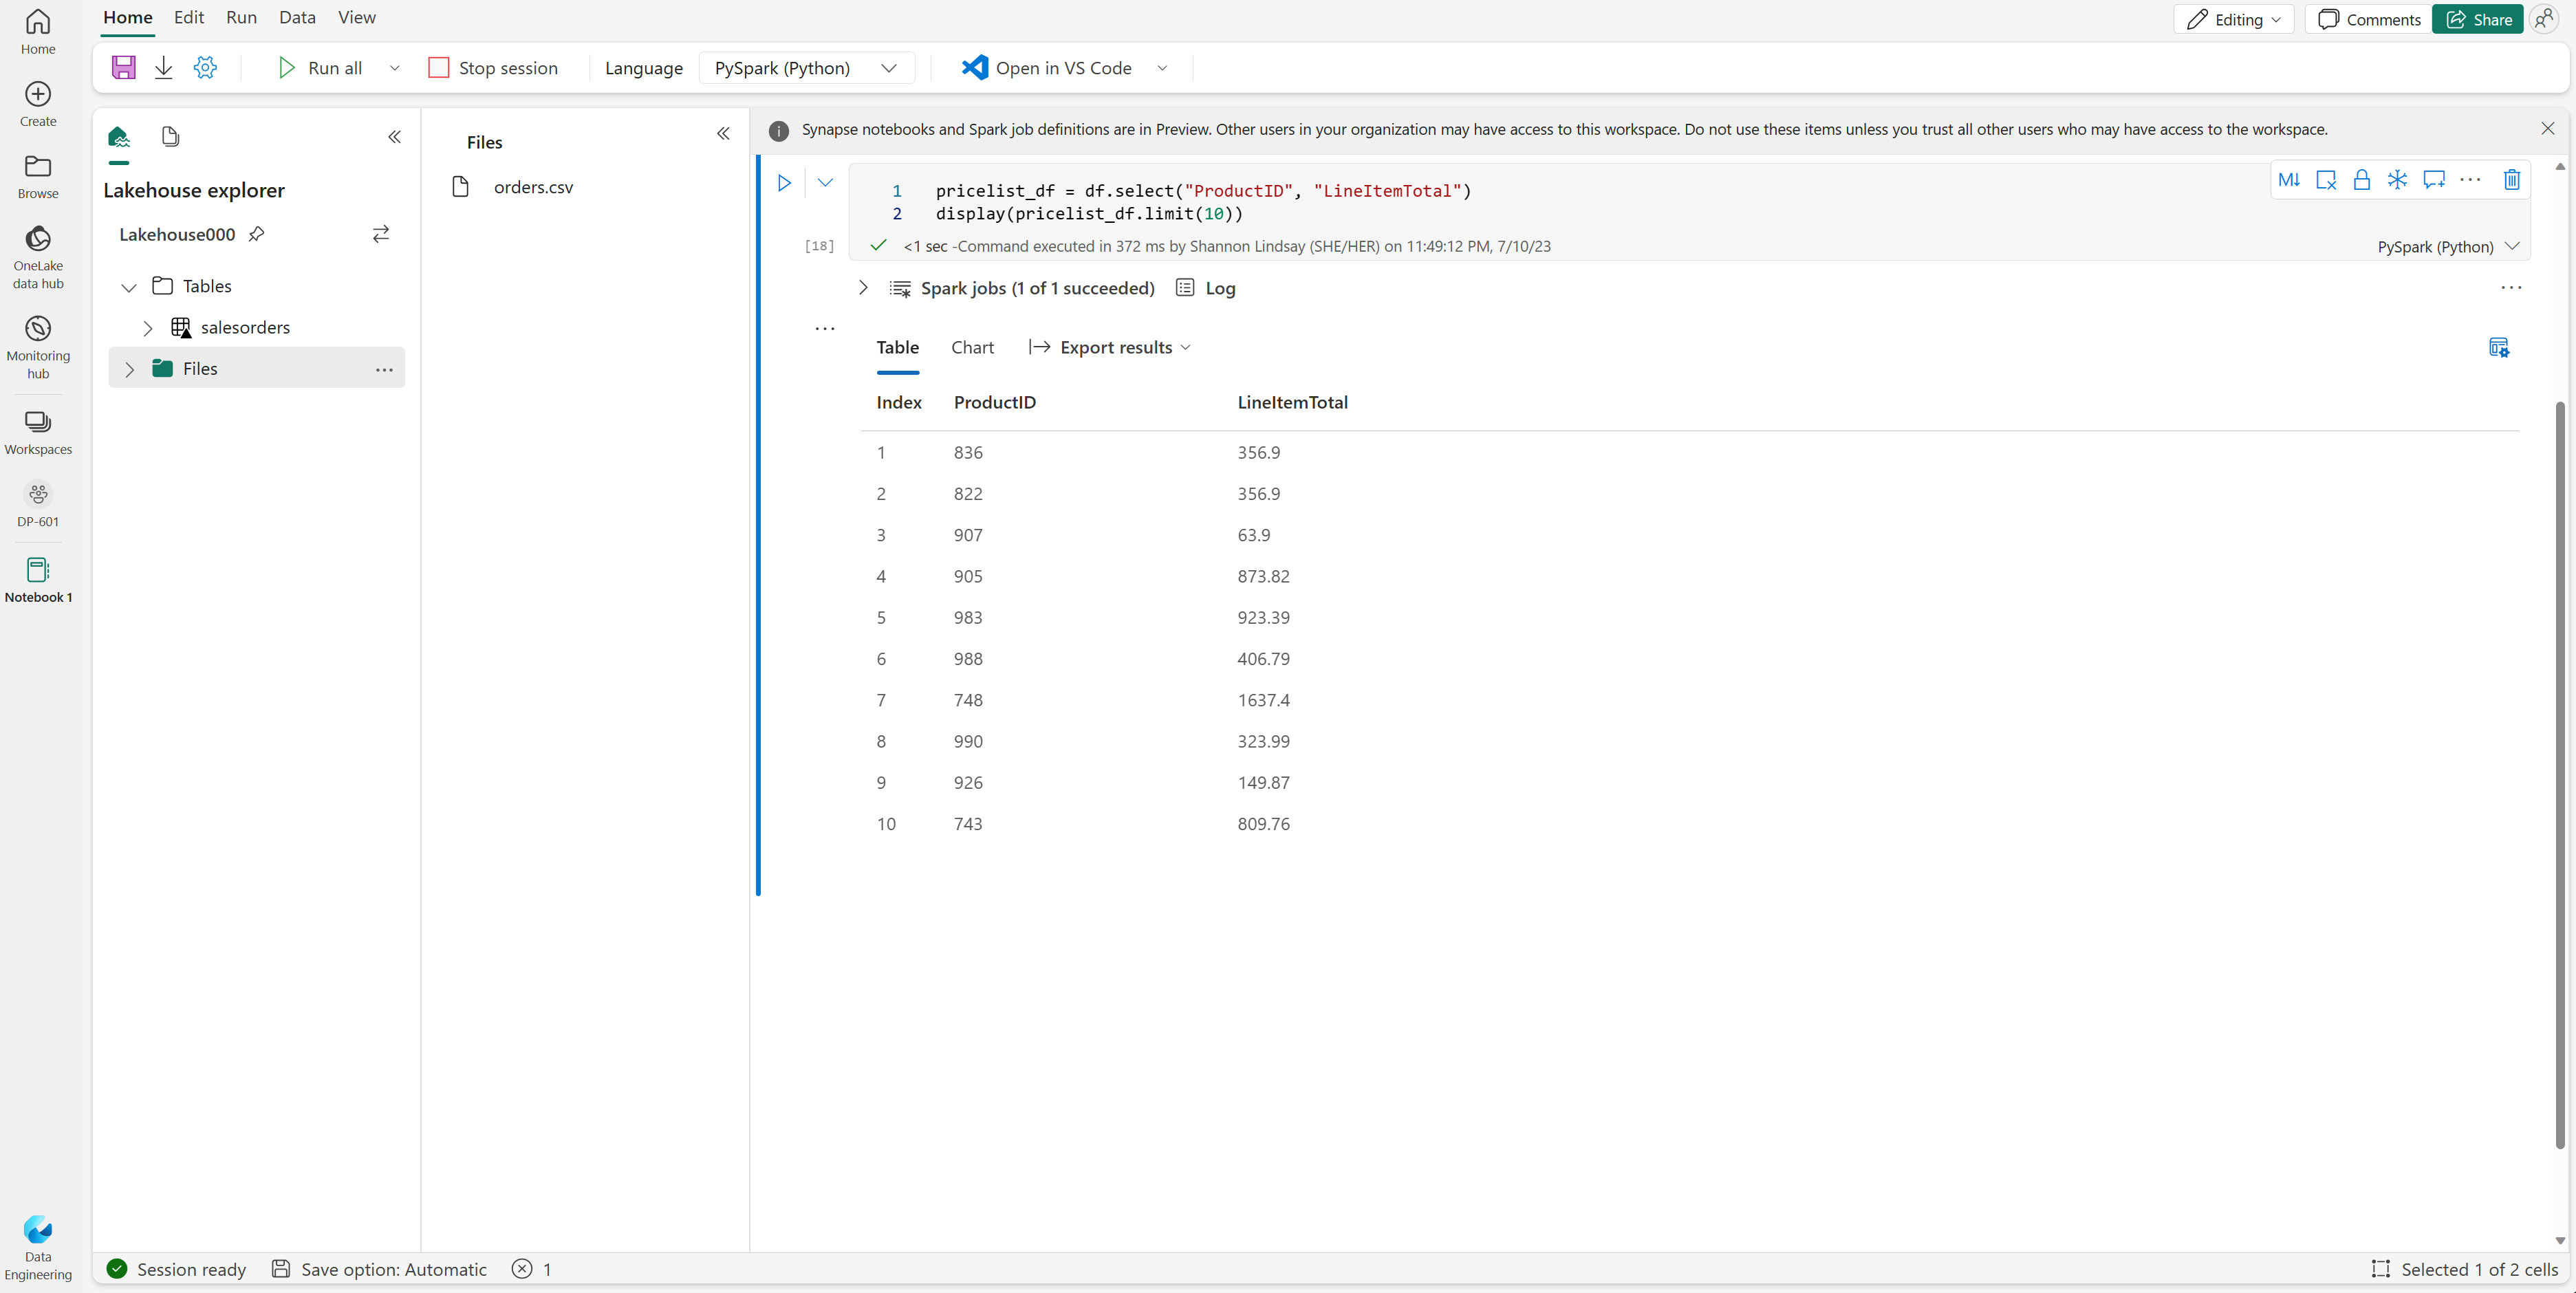 Home Edit Run Data View
Editing Comments Share
Run all Stop session Language PySpark (Python) Open in VS Code
Home
Create
Browse
OneLake
data hub
Monitoring
hub
Workspaces
DP-601
Notebook 1
Data
Engineering
Lakehouse explorer
Lakehouse000
Tables
salesorders
Files
Files
orders.csv
Synapse notebooks and Spark job definitions are in Preview. Other users in your organization may have access to this workspace. Do not use these items unless you trust all other users who may have access to the workspace.
M↓
1 pricelist_df = df.select("ProductID", "LineItemTotal")
2 display(pricelist_df.limit(10))
[18] <1 sec -Command executed in 372 ms by Shannon Lindsay (SHE/HER) on 11:49:12 PM, 7/10/23 PySpark (Python)
Spark jobs (1 of 1 succeeded) Log
Table Chart Export results
Index ProductID LineItemTotal
1 836 356.9
2 822 356.9
3 907 63.9
4 905 873.82
5 983 923.39
6 988 406.79
7 748 1637.4
8 990 323.99
9 926 149.87
10 743 809.76
Session ready Save option: Automatic 1 Selected 1 of 2 cells